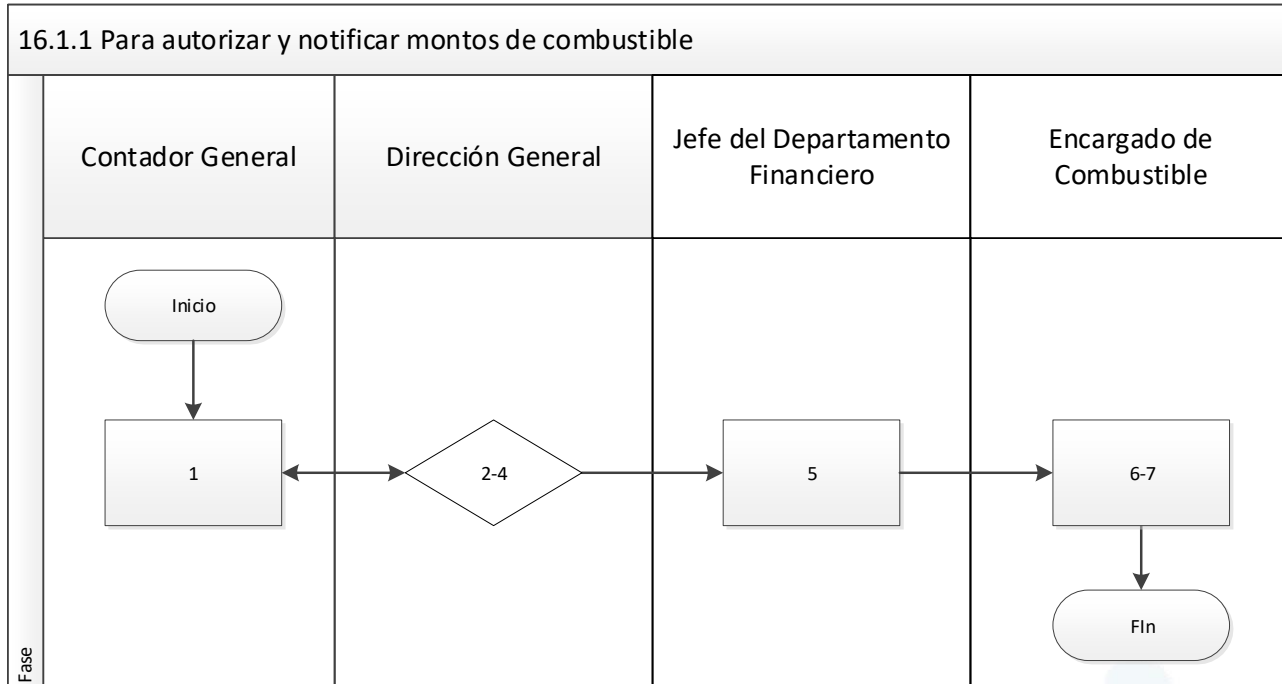 16.1.1 Para autorizar y notificar montos de combustible
Contador General
Dirección General
Jefe del Departamento
Financiero
Encargado de
Combustible
Inicio
1
2-4
5
6-7
FIn
Fase